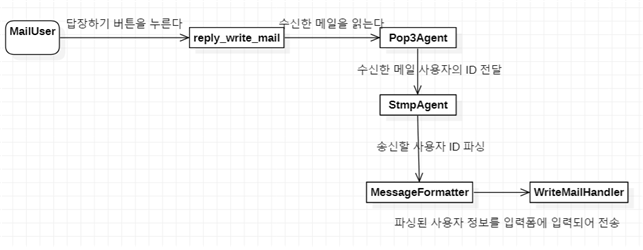 답장하기 버튼을 누른다
수신한 메일을 읽는다
MailUser
reply_write_mail
Pop3Agent
수신한 메일 사용자의 ID 전달
StmpAgent
송신할 사용자 ID 파싱
MessageFormatter
WriteMailHandler
파싱된 사용자 정보를 입력폼에 입력되어 전송